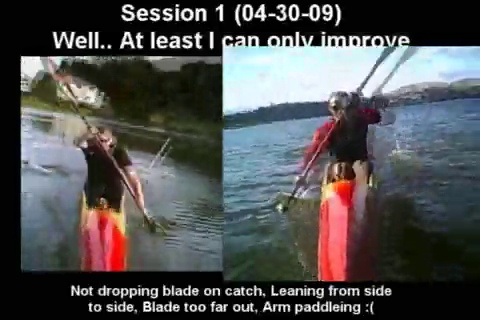 Session 1 (04-30-09)
Well.. At least I can only improve
Not dropping blade on catch, Leaning from side
to side, Blade too far out, Arm paddleing :(